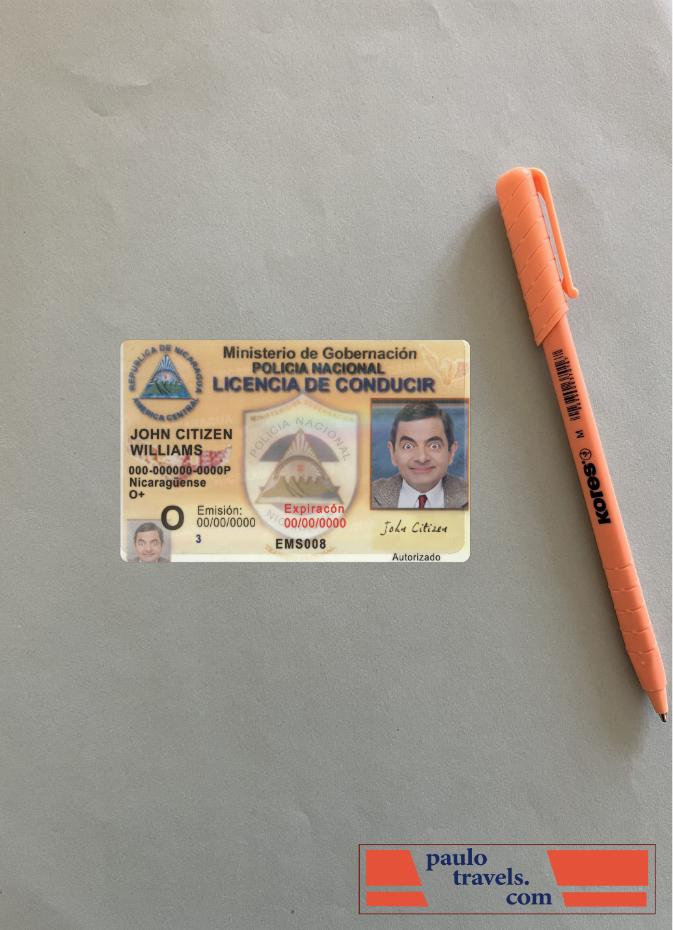 REPUBLICA DE NICARAGUA
AMERICA CENTRAL
Ministerio de Gobernación
POLICIA NACIONAL
LICENCIA DE CONDUCIR
JOHN CITIZEN
WILLIAMS
000-000000-0000P
Nicaragüense
O+
O
Emisión:
00/00/0000
3
Expiracón
00/00/0000
EMS008
POLICIA NACIONAL
John Citizen
Autorizado
Kores
M
paulo
travels.
com